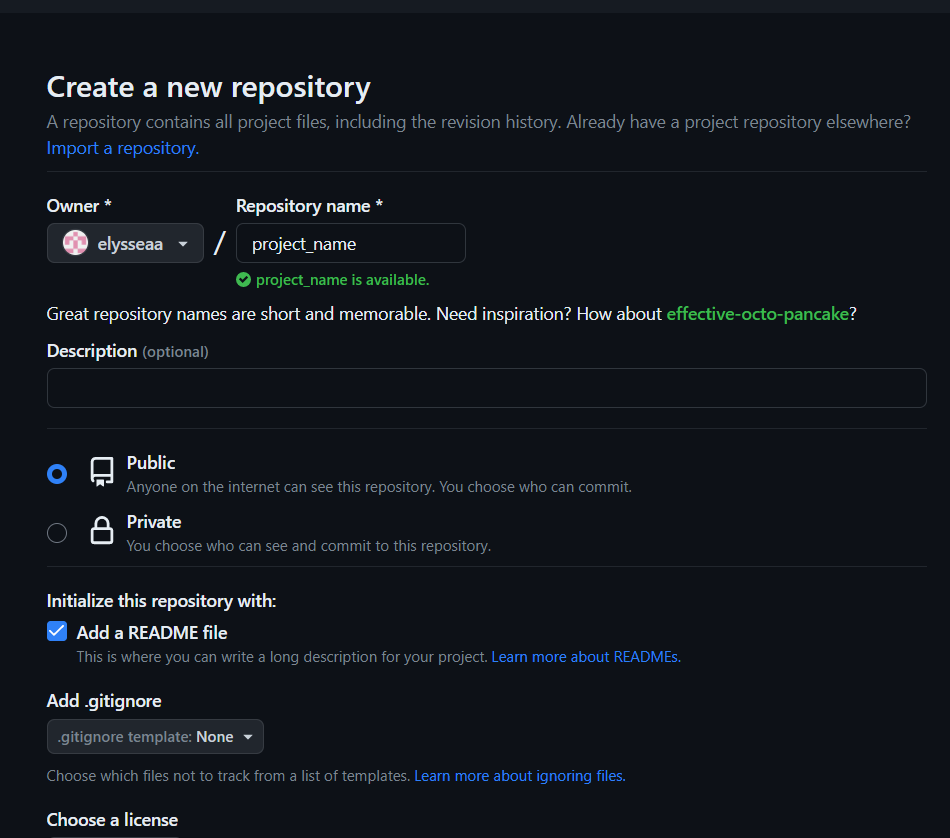 Create a new repository
A repository contains all project files, including the revision history. Already have a project repository elsewhere?
Import a repository.
Owner * Repository name *
elysseaa / project_name
project_name is available.
Great repository names are short and memorable. Need inspiration? How about effective-octo-pancake?
Description (optional)
Public
Anyone on the internet can see this repository. You choose who can commit.
Private
You choose who can see and commit to this repository.
Initialize this repository with:
Add a README file
This is where you can write a long description for your project. Learn more about READMEs.
Add .gitignore
.gitignore template: None
Choose which files not to track from a list of templates. Learn more about ignoring files.
Choose a license